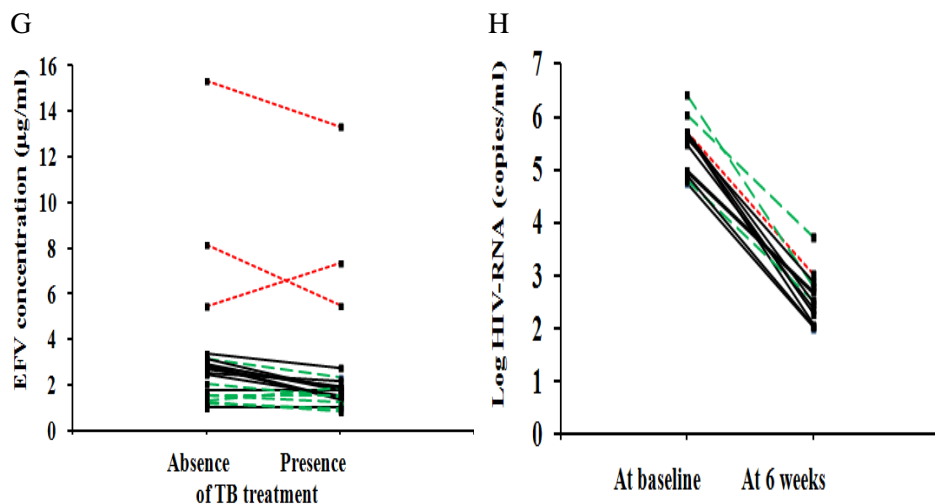 G
EFV concentration (µg/ml)
16
14
12
10
8
6
4
2
0
Absence Presence
of TB treatment
H
Log HIV-RNA (copies/ml)
7
6
5
4
3
2
1
0
At baseline At 6 weeks